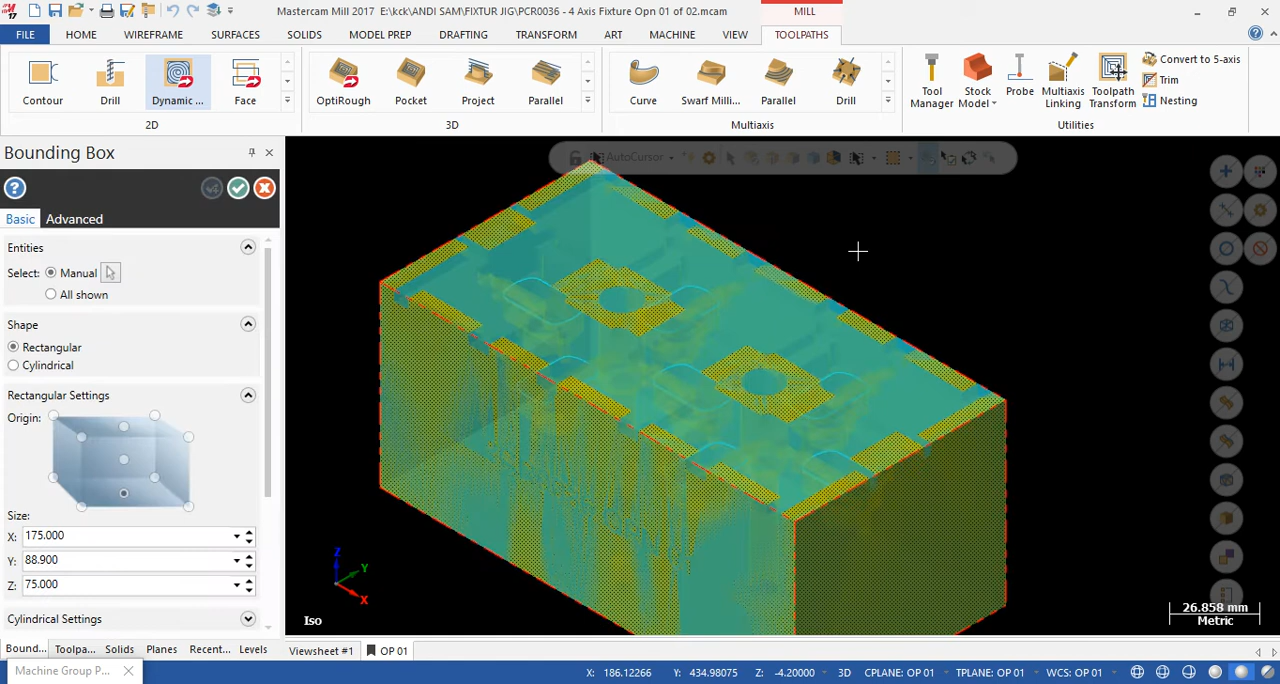 Mastercam Mill 2017  E:\kck\ANDI SAM\FIXTUR JIG\PCR0036 - 4 Axis Fixture Opn 01 of 02.mcam
MILL
17
FILE HOME WIREFRAME SURFACES SOLIDS MODEL PREP DRAFTING TRANSFORM ART MACHINE VIEW TOOLPATHS
Contour Drill Dynamic ... Face OptiRough Pocket Project Parallel Curve Swarf Milli... Parallel Drill Tool Manager Stock Model Probe Multiaxis Linking Toolpath Transform
Convert to 5-axis
Trim
Nesting
2D 3D Multiaxis Utilities
Bounding Box
AutoCursor
Basic Advanced
Entities
Select: Manual
All shown
Shape
Rectangular
Cylindrical
Rectangular Settings
Origin:
Size:
X: 175.000
Y: 88.900
Z: 75.000
Cylindrical Settings
Z
Y
X
Iso
26.858 mm
Metric
Bound... Toolpa... Solids Planes Recent... Levels Viewsheet #1 OP 01
Machine Group P...
X: 186.12266 Y: 434.98075 Z: -4.20000 3D CPLANE: OP 01 TPLANE: OP 01 WCS: OP 01